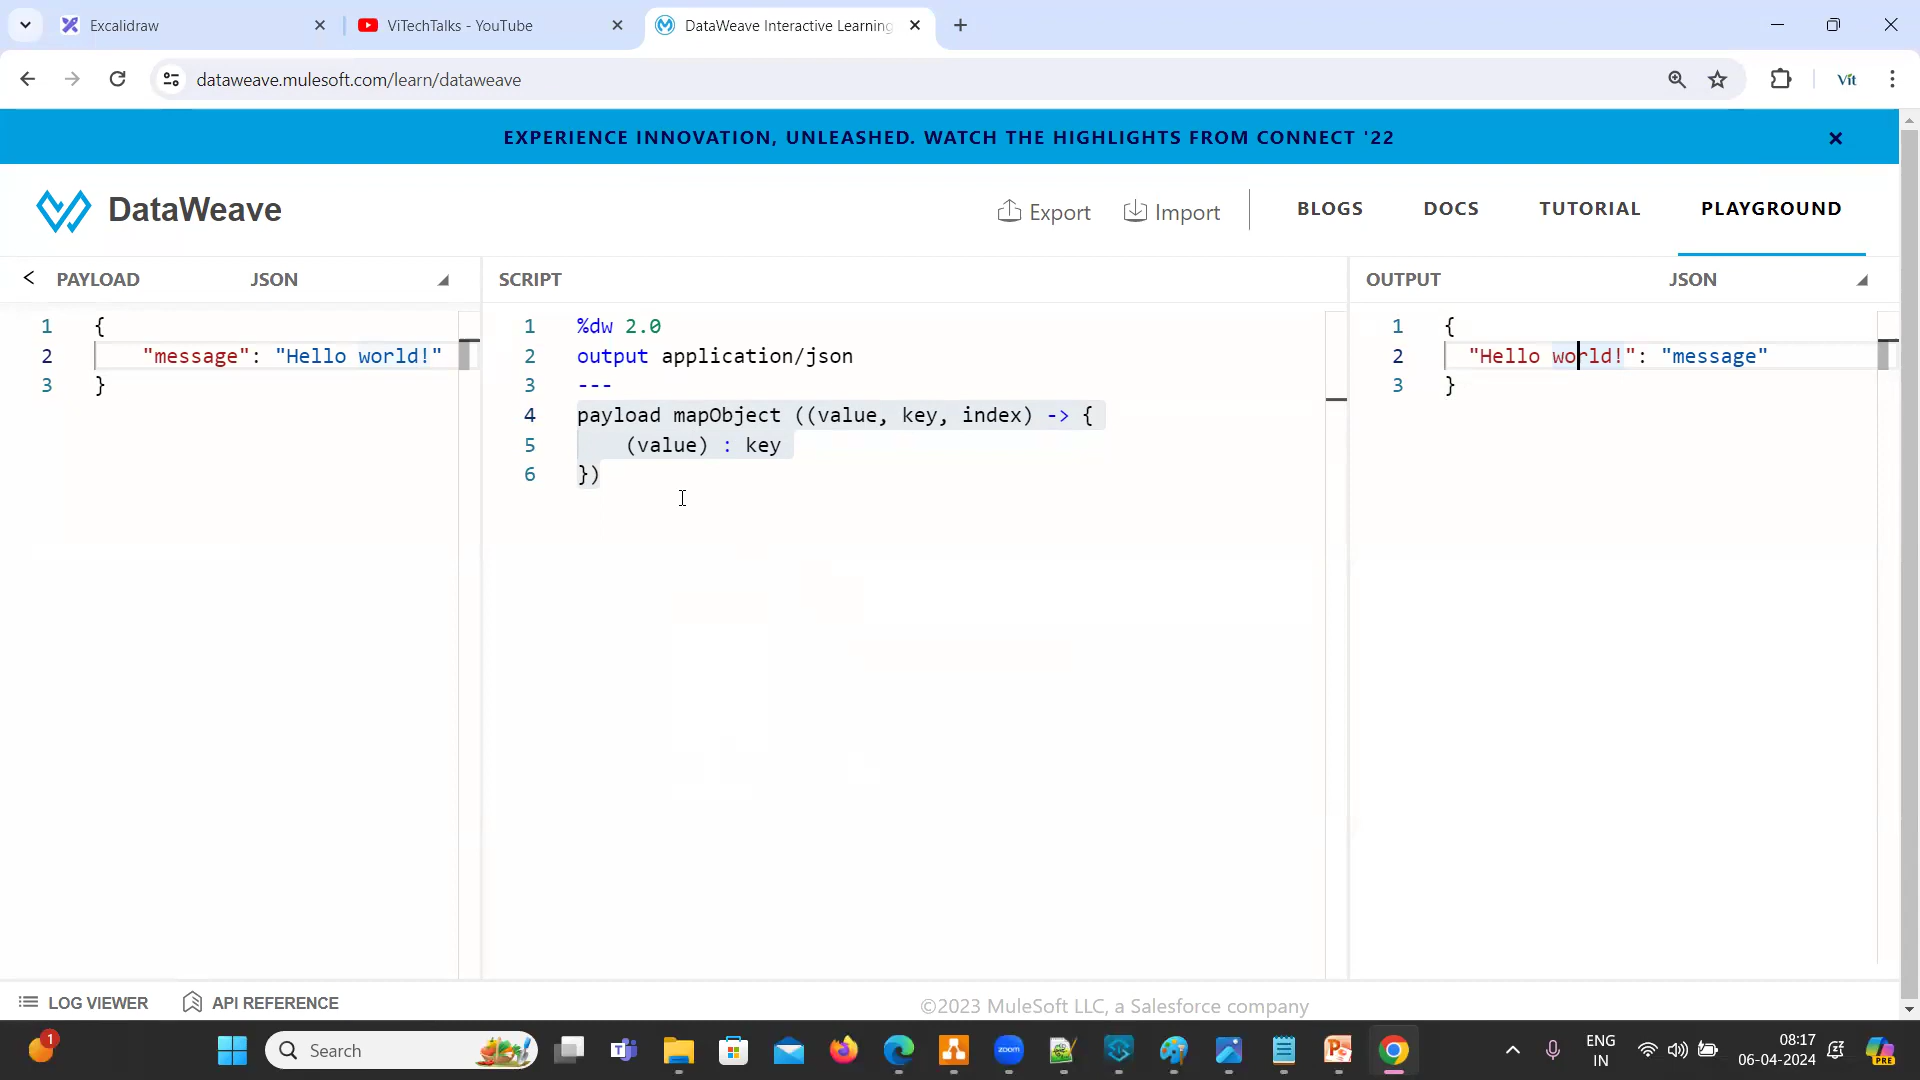 Excalidraw
ViTechTalks - YouTube
DataWeave Interactive Learning
dataweave.mulesoft.com/learn/dataweave
Vit
EXPERIENCE INNOVATION, UNLEASHED. WATCH THE HIGHLIGHTS FROM CONNECT '22
DataWeave
Export
Import
BLOGS
DOCS
TUTORIAL
PLAYGROUND
PAYLOAD
JSON
1 {
2 "message": "Hello world!"
3 }
SCRIPT
1 %dw 2.0
2 output application/json
3 ---
4 payload mapObject ((value, key, index) -> {
5 (value) : key
6 })
OUTPUT
JSON
1 {
2 "Hello world!": "message"
3 }
LOG VIEWER
API REFERENCE
©2023 MuleSoft LLC, a Salesforce company
1
Search
zoom
ENG
IN
08:17
06-04-2024
PRE